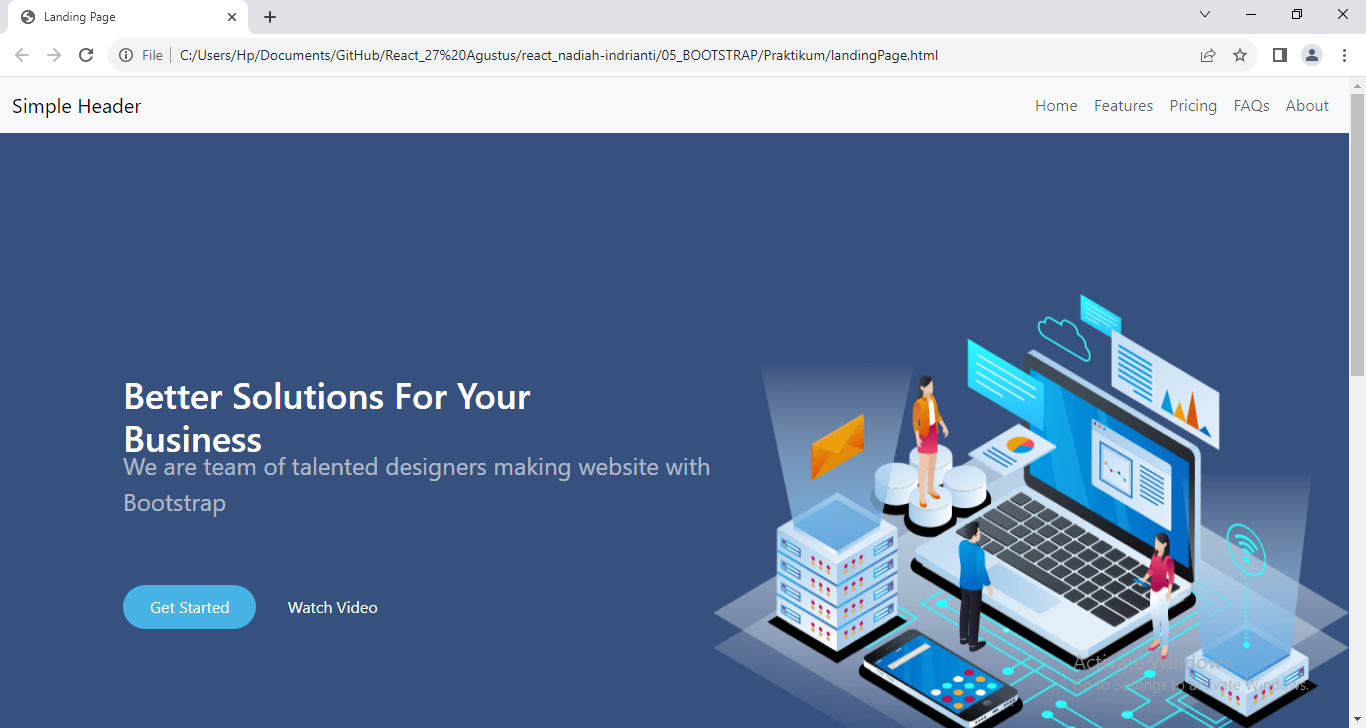 Landing Page
File
C:/Users/Hp/Documents/GitHub/React_27%20Agustus/react_nadiah-indrianti/05_BOOTSTRAP/Praktikum/landingPage.html
Simple Header
Home Features Pricing FAQs About
Better Solutions For Your
Business
We are team of talented designers making website with
Bootstrap
Get Started Watch Video
Activate Windows
Go to Settings to activate Windows.